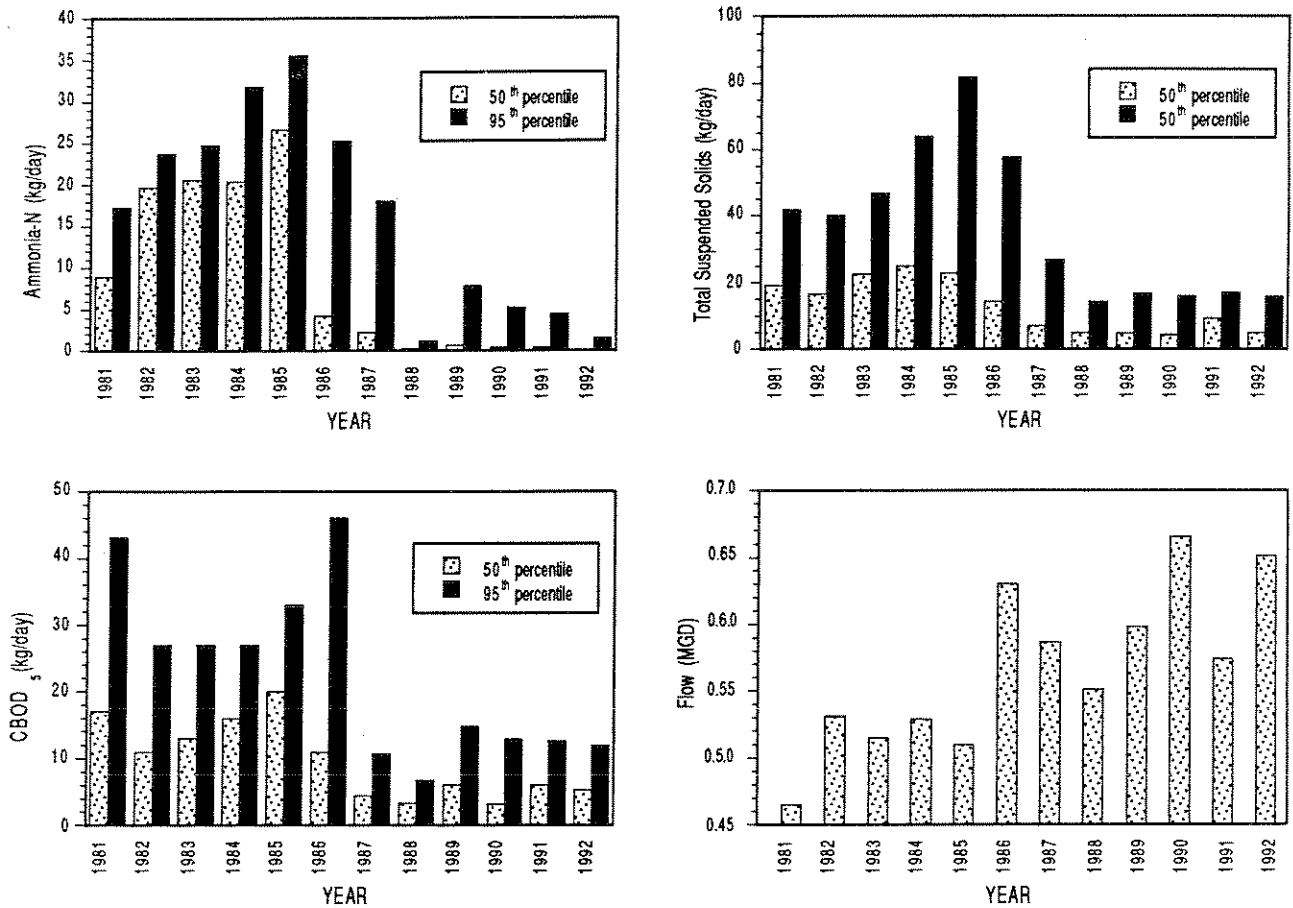 40
35
30
25
20
15
10
5
0
Ammonia-N (kg/day)
50th percentile
95th percentile
1981 1982 1983 1984 1985 1986 1987 1988 1989 1990 1991 1992
YEAR
100
80
60
40
20
0
Total Suspended Solids (kg/day)
50th percentile
50th percentile
1981 1982 1983 1984 1985 1986 1987 1988 1989 1990 1991 1992
YEAR
50
40
30
20
10
0
CBOD5 (kg/day)
50th percentile
95th percentile
1981 1982 1983 1984 1985 1986 1987 1988 1989 1990 1991 1992
YEAR
0.70
0.65
0.60
0.55
0.50
0.45
Flow (MGD)
1981 1982 1983 1984 1985 1986 1987 1988 1989 1990 1991 1992
YEAR